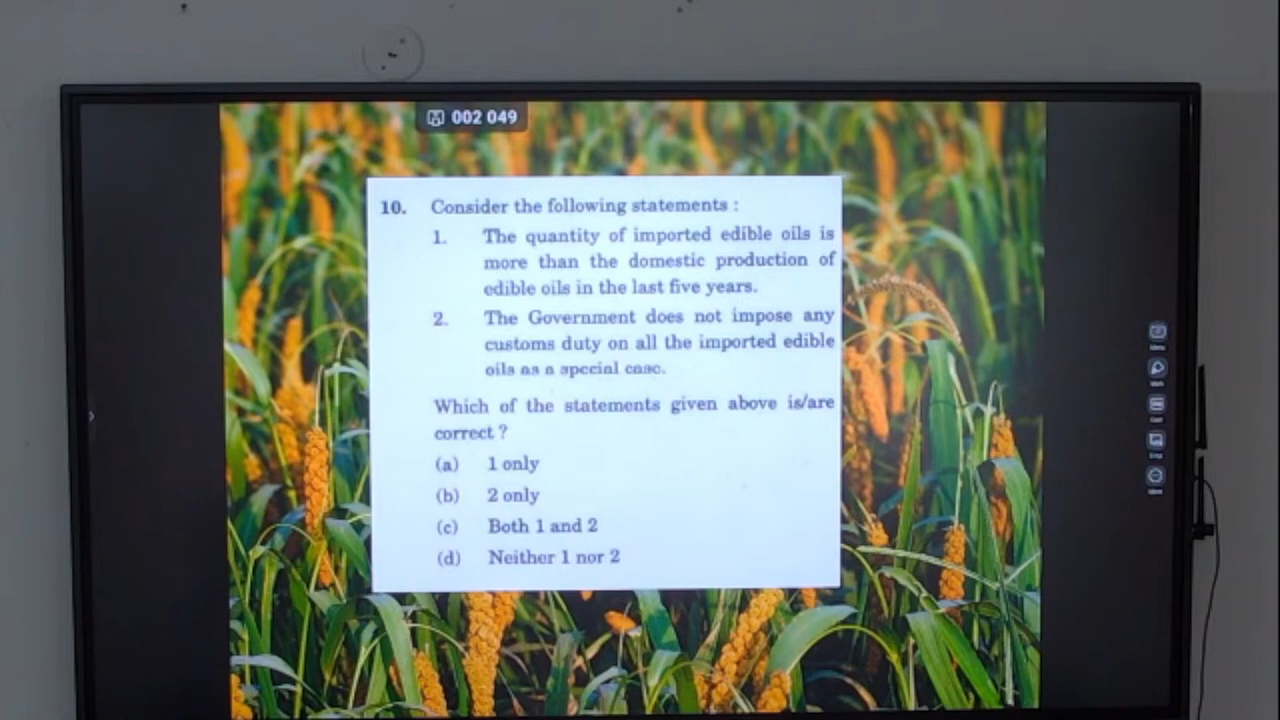 002 049
10. Consider the following statements :
1. The quantity of imported edible oils is
more than the domestic production of
edible oils in the last five years.
2. The Government does not impose any
customs duty on all the imported edible
oils as a special case.
Which of the statements given above is/are
correct ?
(a) 1 only
(b) 2 only
(c) Both 1 and 2
(d) Neither 1 nor 2